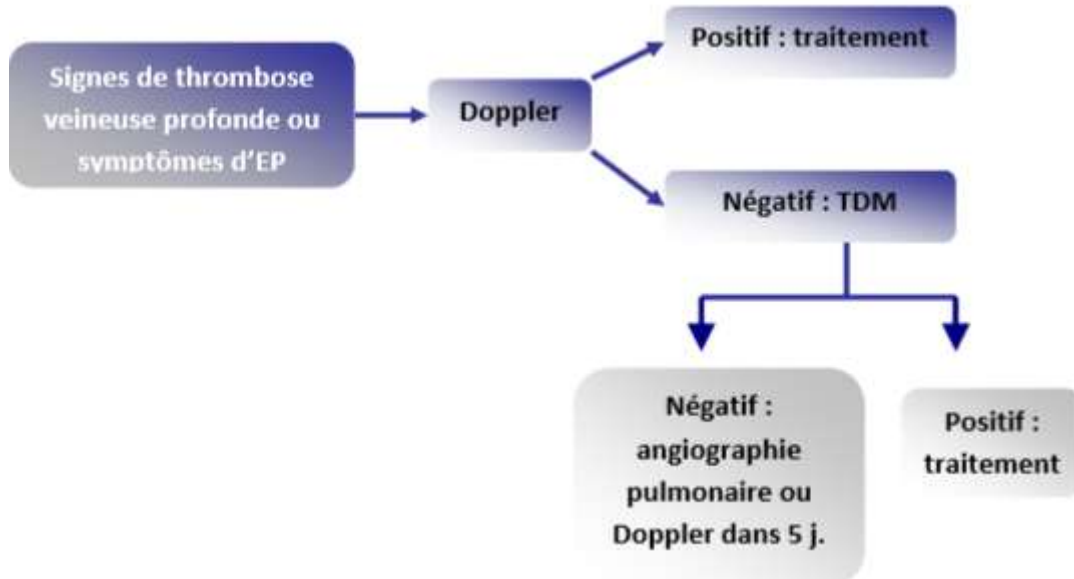 Signes de thrombose
veineuse profonde ou
symptômes d'EP
Doppler
Positif : traitement
Négatif : TDM
Négatif :
angiographie
pulmonaire ou
Doppler dans 5 j.
Positif :
traitement